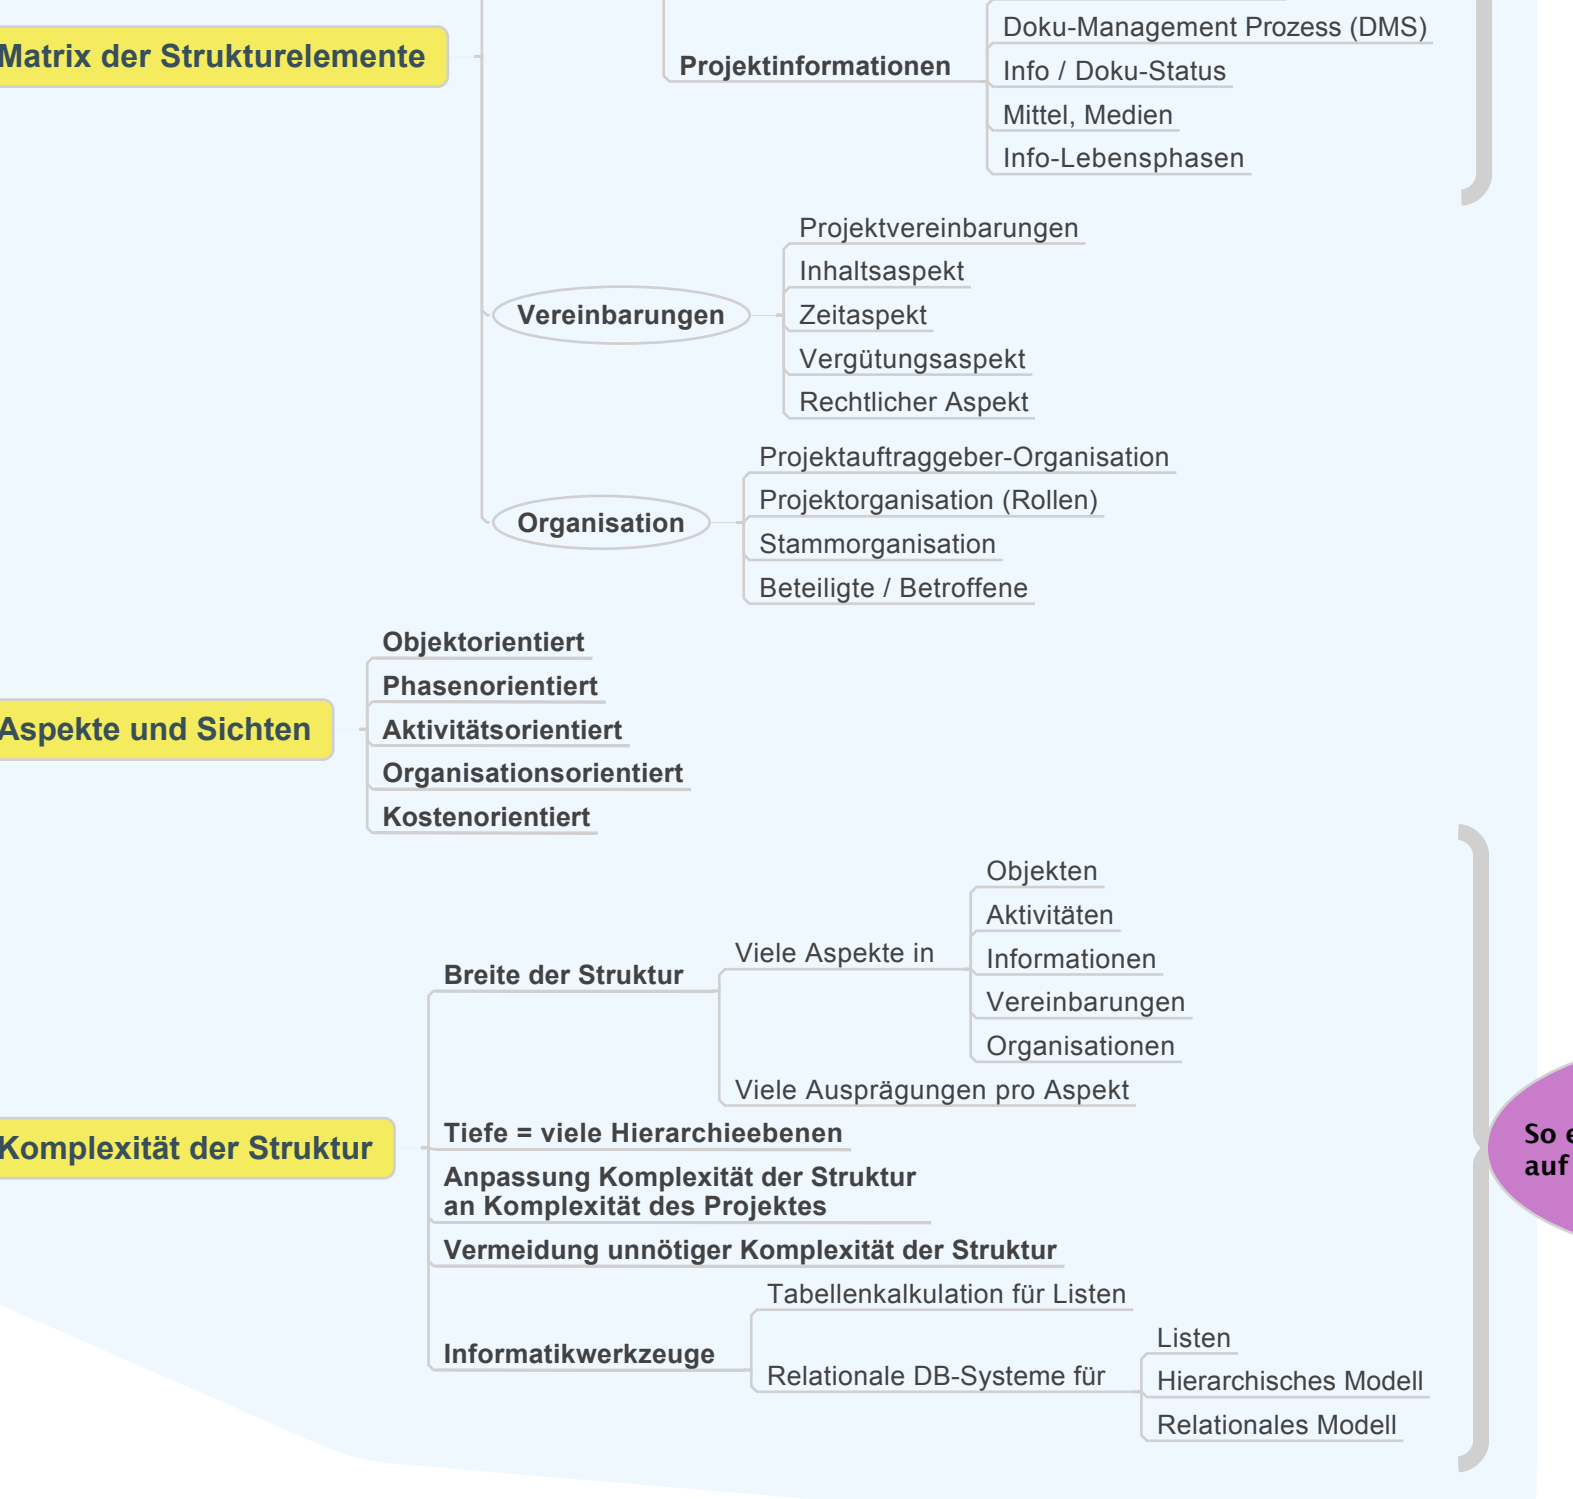 Matrix der Strukturelemente
Projektinformationen
Doku-Management Prozess (DMS)
Info / Doku-Status
Mittel, Medien
Info-Lebensphasen
Vereinbarungen
Projektvereinbarungen
Inhaltsaspekt
Zeitaspekt
Vergütungsaspekt
Rechtlicher Aspekt
Organisation
Projektauftraggeber-Organisation
Projektorganisation (Rollen)
Stammorganisation
Beteiligte / Betroffene
Aspekte und Sichten
Objektorientiert
Phasenorientiert
Aktivitätsorientiert
Organisationsorientiert
Kostenorientiert
Komplexität der Struktur
Breite der Struktur
Viele Aspekte in
Objekten
Aktivitäten
Informationen
Vereinbarungen
Organisationen
Viele Ausprägungen pro Aspekt
Tiefe = viele Hierarchieebenen
Anpassung Komplexität der Struktur
an Komplexität des Projektes
Vermeidung unnötiger Komplexität der Struktur
Informatikwerkzeuge
Tabellenkalkulation für Listen
Relationale DB-Systeme für
Listen
Hierarchisches Modell
Relationales Modell
So
auf